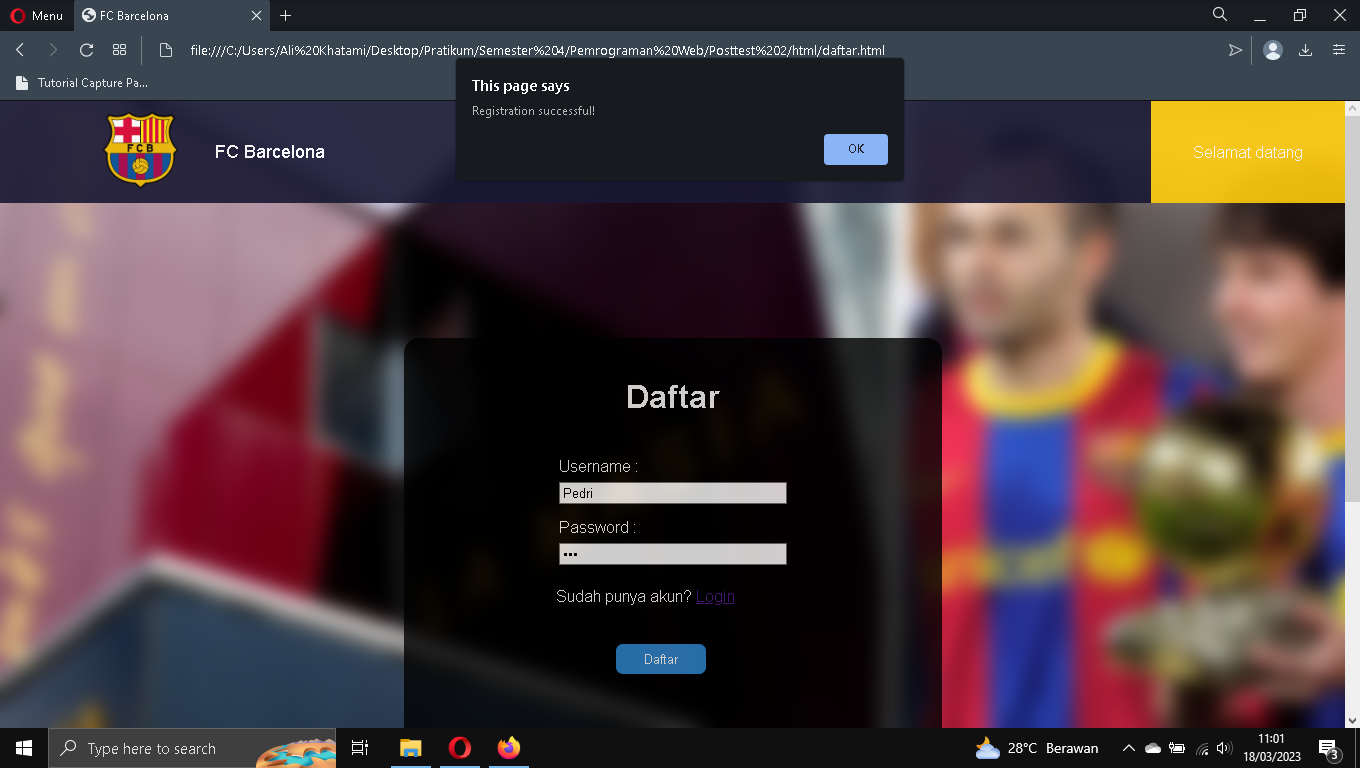 Menu
FC Barcelona
file:///C:/Users/Ali%20Khatami/Desktop/Pratikum/Semester%204/Pemrograman%20Web/Posttest%202/html/daftar.html
Tutorial Capture Pa...
This page says
Registration successful!
OK
FCB
FC Barcelona
Selamat datang
Daftar
Username :
Pedri
Password :
•••
Sudah punya akun? Login
Daftar
Type here to search
28°C Berawan
11:01
18/03/2023
3